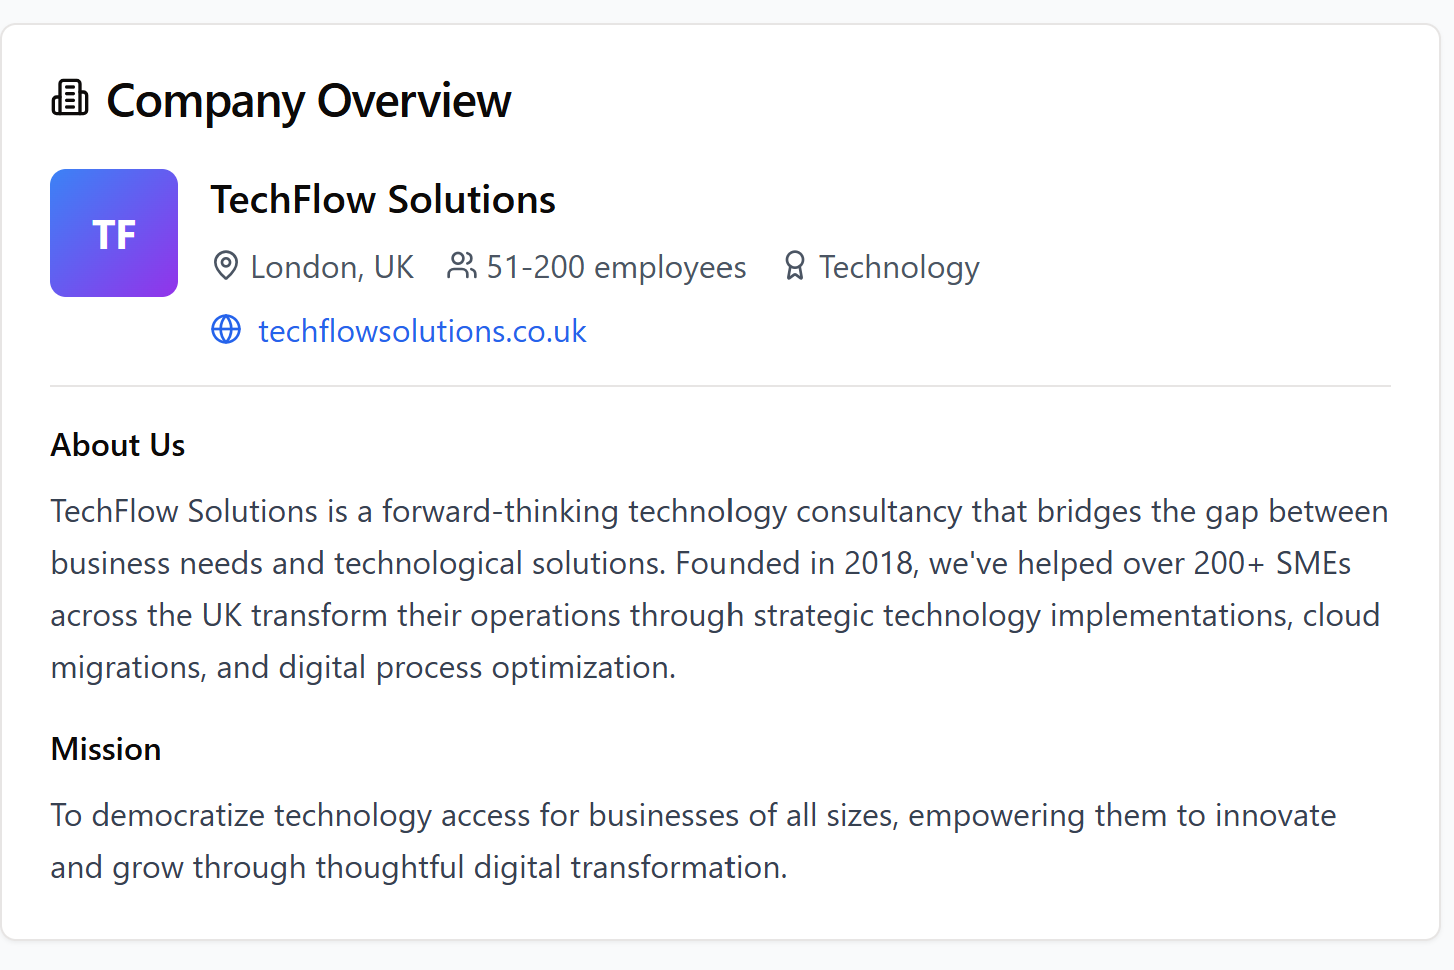 Company Overview
TF
TechFlow Solutions
London, UK 51-200 employees Technology
techflowsolutions.co.uk
About Us
TechFlow Solutions is a forward-thinking technology consultancy that bridges the gap between
business needs and technological solutions. Founded in 2018, we've helped over 200+ SMEs
across the UK transform their operations through strategic technology implementations, cloud
migrations, and digital process optimization.
Mission
To democratize technology access for businesses of all sizes, empowering them to innovate
and grow through thoughtful digital transformation.